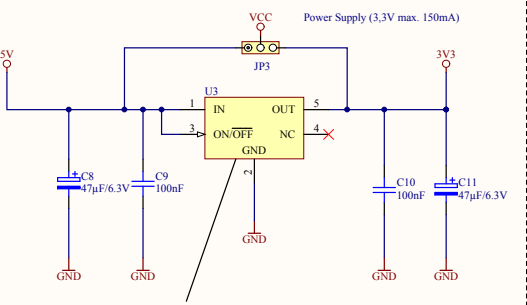 VCC
Power Supply (3,3V max. 150mA)
5V
3V3
JP3
U3
1
IN
OUT
5
3
ON/OFF
NC
4
GND
2
C8
47µF/6.3V
C9
100nF
C10
100nF
C11
47µF/6.3V
GND
GND
GND
GND
GND